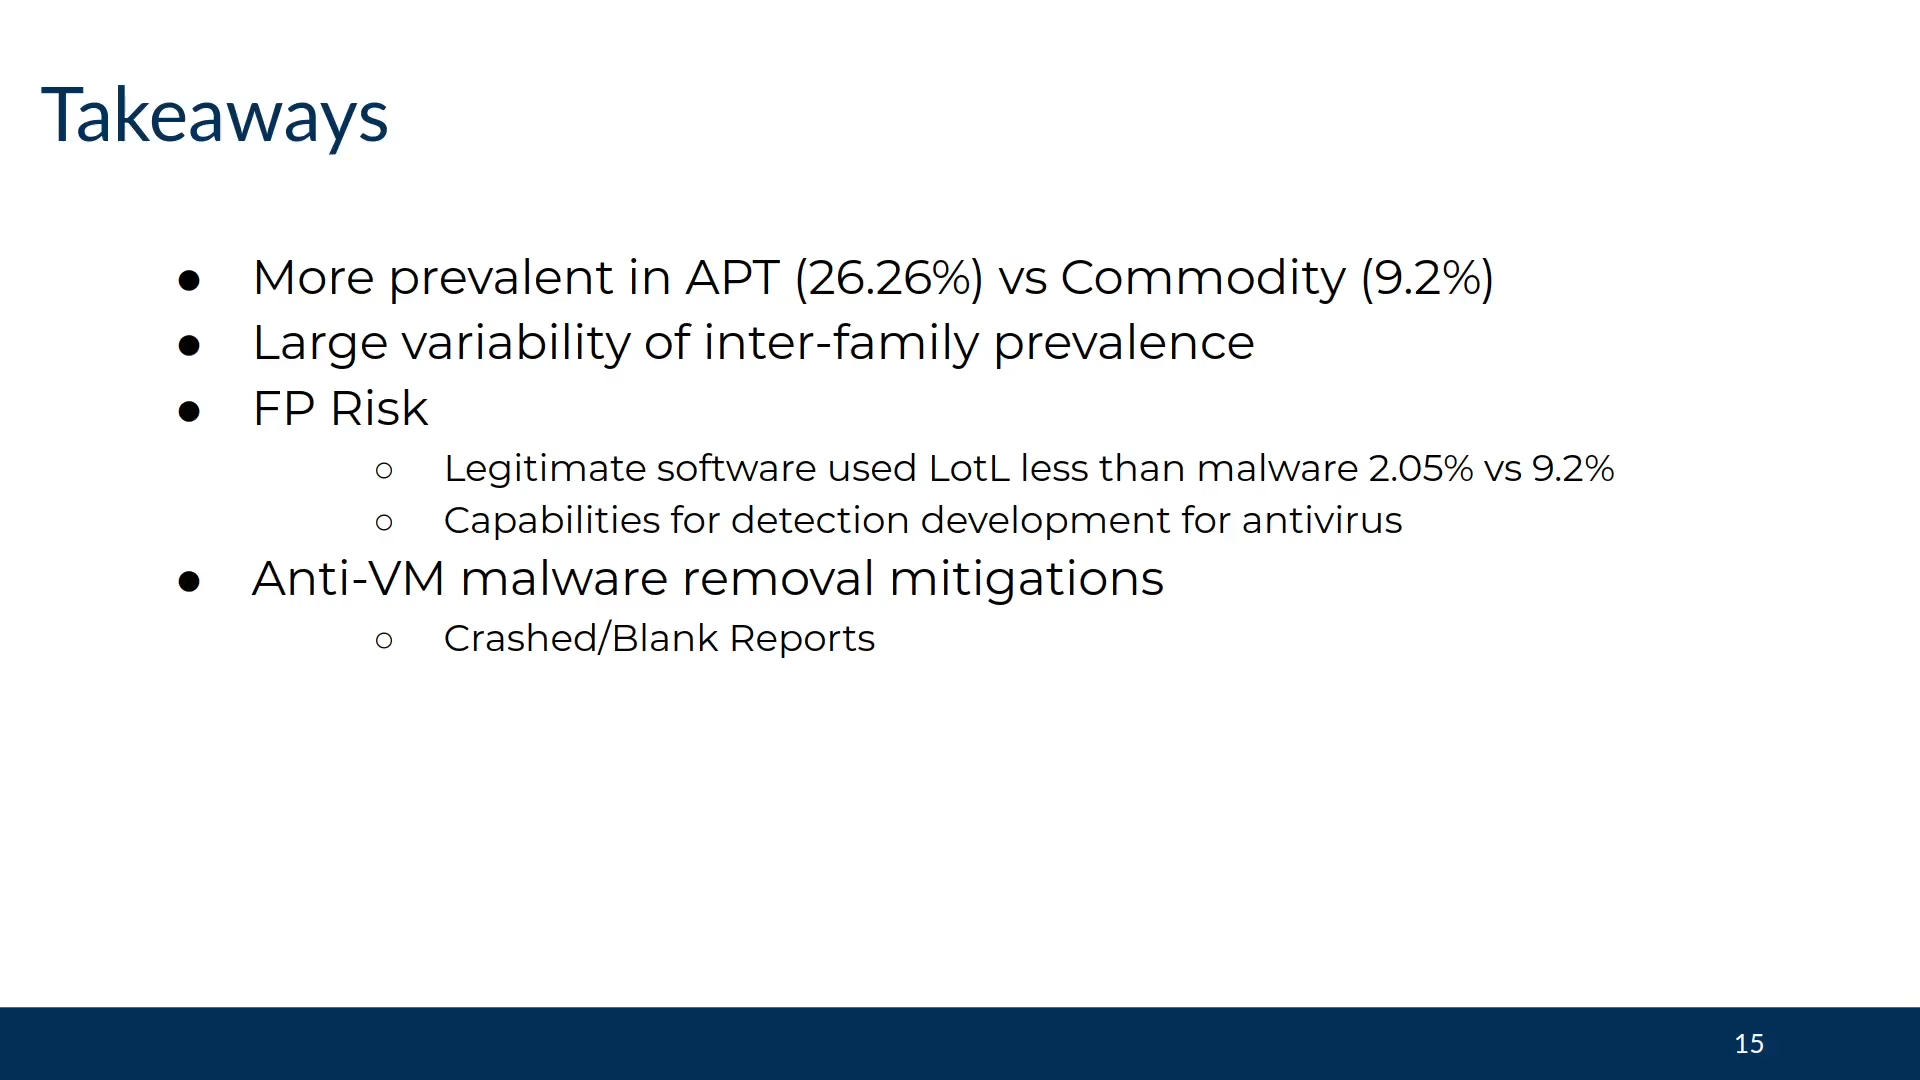 Takeaways
● More prevalent in APT (26.26%) vs Commodity (9.2%)
● Large variability of inter-family prevalence
● FP Risk
○ Legitimate software used LotL less than malware 2.05% vs 9.2%
○ Capabilities for detection development for antivirus
● Anti-VM malware removal mitigations
○ Crashed/Blank Reports
15